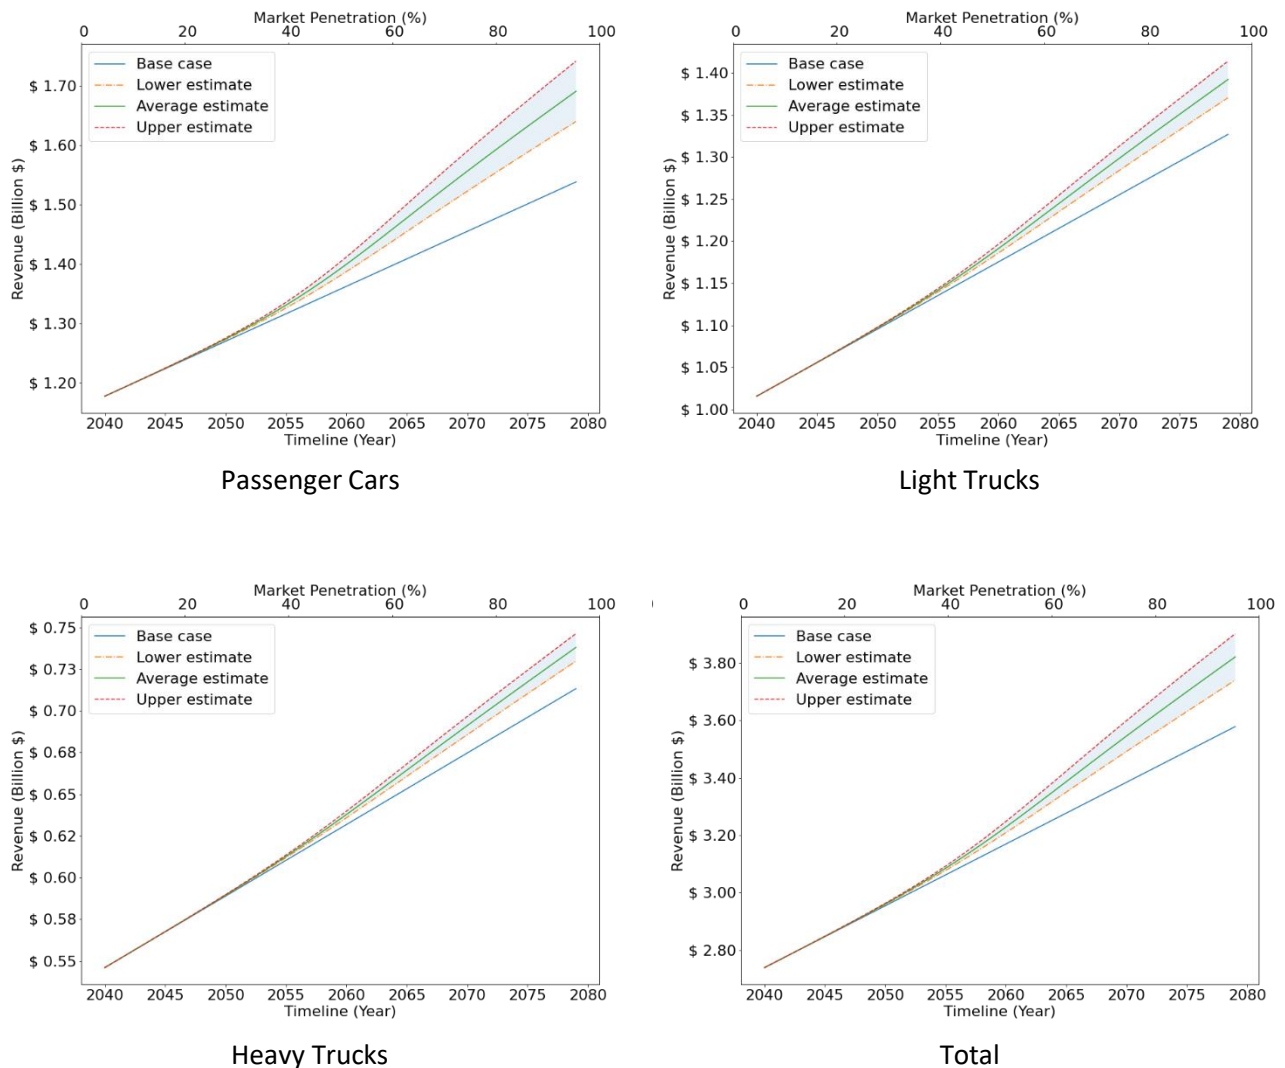 Market Penetration (%)
0 20 40 60 80 100
Base case
Lower estimate
Average estimate
Upper estimate
$ 1.70
$ 1.60
$ 1.50
$ 1.40
$ 1.30
$ 1.20
Revenue (Billion $)
2040 2045 2050 2055 2060 2065 2070 2075 2080
Timeline (Year)
Passenger Cars
Market Penetration (%)
0 20 40 60 80 100
Base case
Lower estimate
Average estimate
Upper estimate
$ 1.40
$ 1.35
$ 1.30
$ 1.25
$ 1.20
$ 1.15
$ 1.10
$ 1.05
$ 1.00
Revenue (Billion $)
2040 2045 2050 2055 2060 2065 2070 2075 2080
Timeline (Year)
Light Trucks
Market Penetration (%)
0 20 40 60 80 100
Base case
Lower estimate
Average estimate
Upper estimate
$ 0.75
$ 0.73
$ 0.70
$ 0.68
$ 0.65
$ 0.62
$ 0.60
$ 0.58
$ 0.55
Revenue (Billion $)
2040 2045 2050 2055 2060 2065 2070 2075 2080
Timeline (Year)
Heavy Trucks
Market Penetration (%)
0 20 40 60 80 100
Base case
Lower estimate
Average estimate
Upper estimate
$ 3.80
$ 3.60
$ 3.40
$ 3.20
$ 3.00
$ 2.80
Revenue (Billion $)
2040 2045 2050 2055 2060 2065 2070 2075 2080
Timeline (Year)
Total